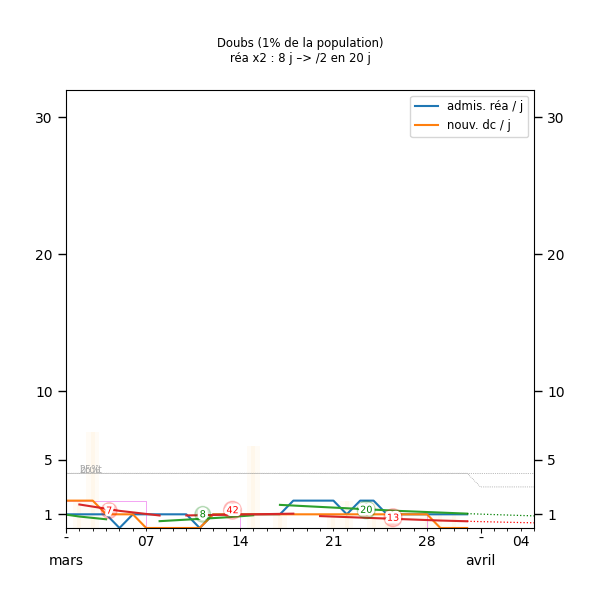 Doubs (1% de la population)
réa x2 : 8 j –> /2 en 20 j
admis. réa / j
nouv. dc / j
30 30
20 20
10 10
5 5
1 1
7 8 42 20 13
- 07 14 21 28 - 04
mars avril